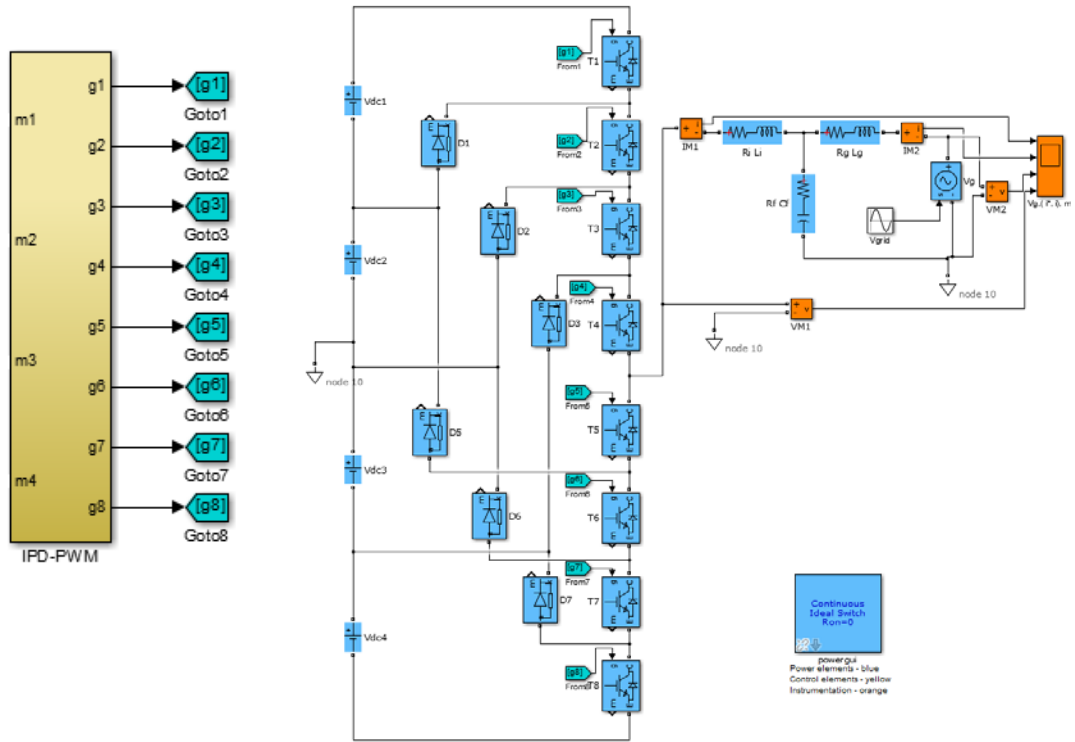 m1
m2
m3
m4
g1
g2
g3
g4
g5
g6
g7
g8
IPD-PWM
[g1]
Goto1
[g2]
Goto2
[g3]
Goto3
[g4]
Goto4
[g5]
Goto5
[g6]
Goto6
[g7]
Goto7
[g8]
Goto8
Vdc1
Vdc2
Vdc3
Vdc4
node 10
D1
D2
D3
D5
D6
D7
[g1]
From1
T1
[g2]
From2
T2
[g3]
From3
T3
[g4]
From4
T4
[g5]
T5
[g6]
T6
[g7]
From7
T7
[g8]
T8
IM1
Ri Li
Rg Lg
IM2
Rf Cf
Vg
Vgrid
VM2
node 10
VM1
node 10
Continuous
Ideal Switch
Ron=0
powergui
Power elements - blue
Control elements - yellow
Instrumentation - orange